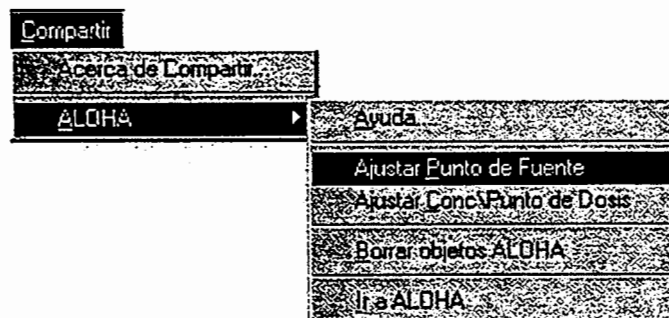 Compartir
Acerca de Compartir...
ALOHA
Ayuda...
Ajustar Punto de Fuente
Ajustar Conc\Punto de Dosis
Borrar objetos ALOHA
Ir a ALOHA